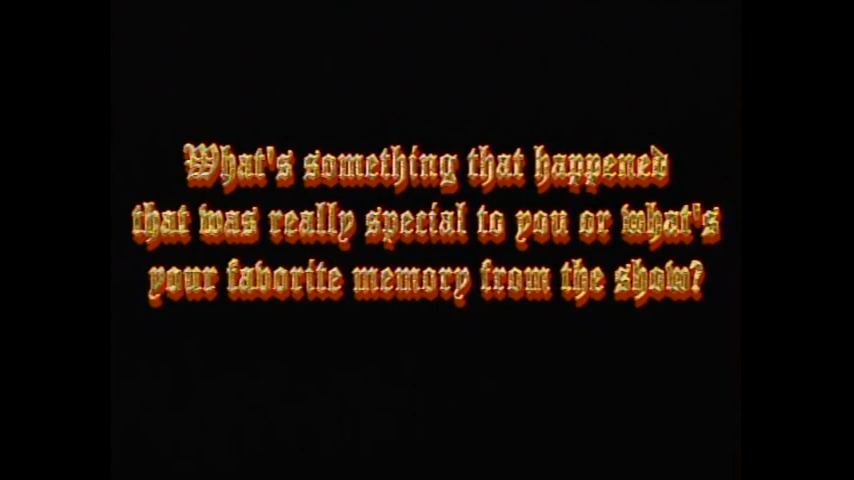 What's something that happened
that was really special to you or what's
your favorite memory from the show?